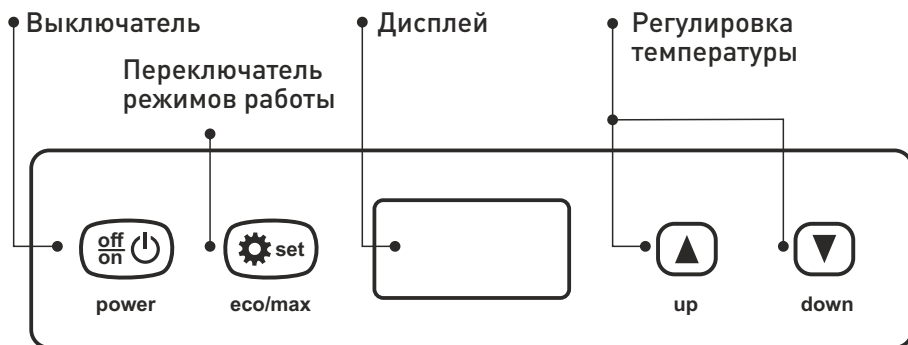 Выключатель
Дисплей
Регулировка
температуры
Переключатель
режимов работы
off
on
set
power
eco/max
up
down